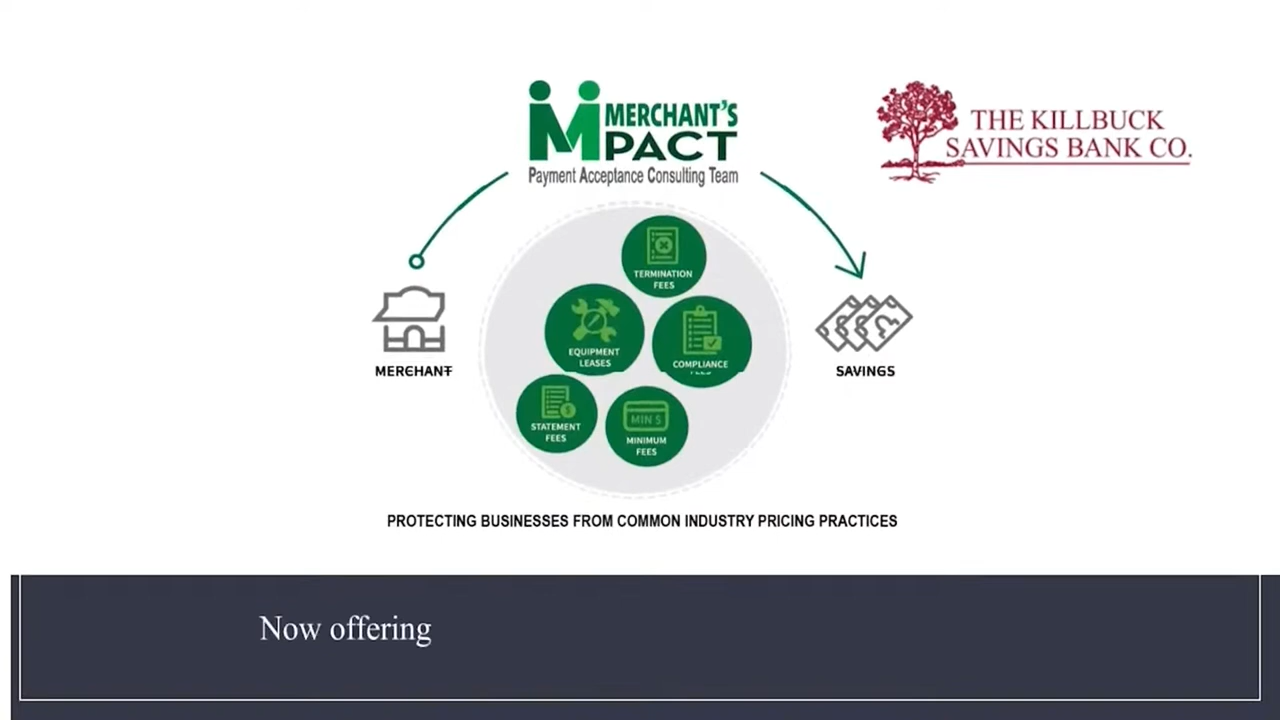 MERCHANT'S
PACT
Payment Acceptance Consulting Team
THE KILLBUCK
SAVINGS BANK CO.
TERMINATION
FEES
EQUIPMENT
LEASES
COMPLIANCE
FEES
MERCHANT
SAVINGS
STATEMENT
FEES
MIN $
MINIMUM
FEES
PROTECTING BUSINESSES FROM COMMON INDUSTRY PRICING PRACTICES
Now offering